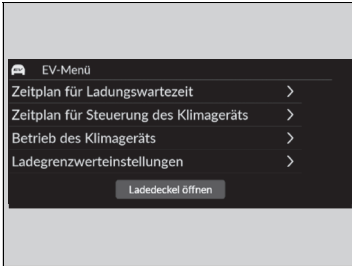 EV-Menü
Zeitplan für Ladungswartezeit
Zeitplan für Steuerung des Klimageräts
Betrieb des Klimageräts
Ladegrenzwerteinstellungen
Ladedeckel öffnen